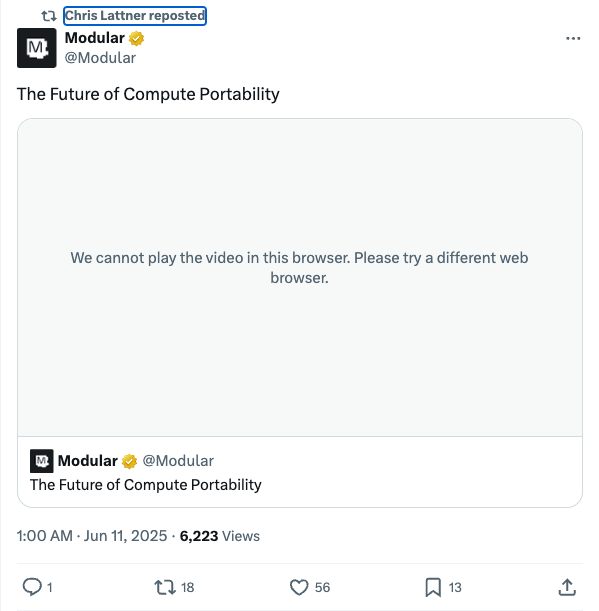 Chris Lattner reposted
Modular
@Modular
The Future of Compute Portability
We cannot play the video in this browser. Please try a different web
browser.
Modular @Modular
The Future of Compute Portability
1:00 AM · Jun 11, 2025 · 6,223 Views
1 18 56 13